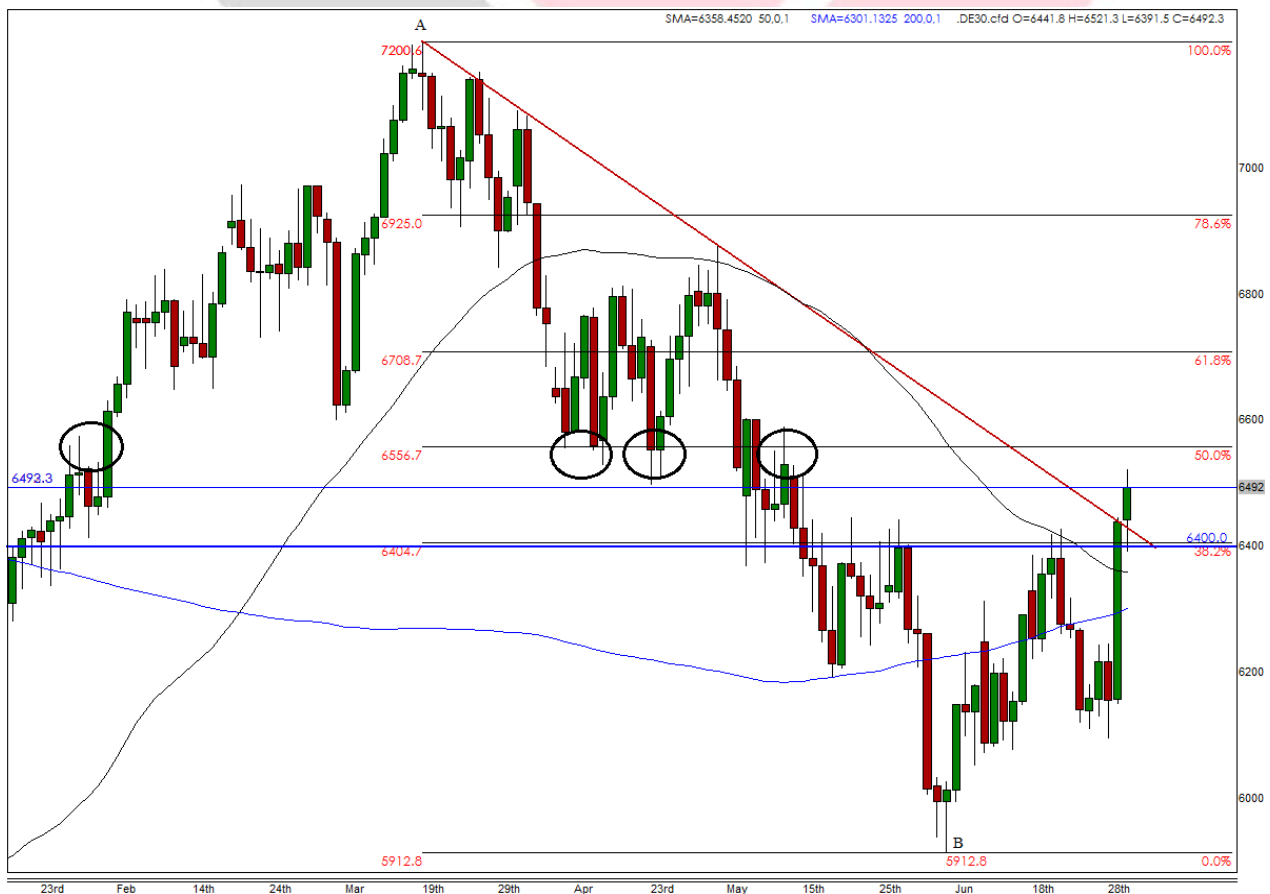 SMA=6358.4520 50,0,1 SMA=6301.1325 200,0,1 .DE30.cfd O=6441.8 H=6521.3 L=6391.5 C=6492.3
A
7200.6 100.0%
7000
6925.0 78.6%
6800
6708.7 61.8%
6600
6556.7 50.0%
6493.3 6492
6400.0
6404.7 38.2% 6400
6200
6000
B
5912.8 5912.8 0.0%
23rd Feb 14th 24th Mar 19th 29th Apr 23rd May 15th 25th Jun 18th 28th